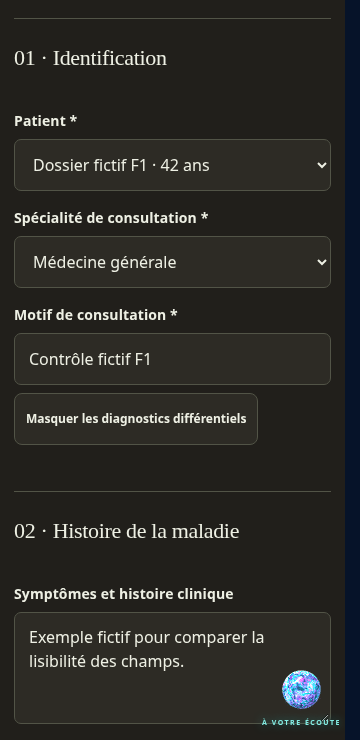 01 · Identification
Patient *
Dossier fictif F1 · 42 ans
Spécialité de consultation *
Médecine générale
Motif de consultation *
Contrôle fictif F1
Masquer les diagnostics différentiels
02 · Histoire de la maladie
Symptômes et histoire clinique
Exemple fictif pour comparer la
lisibilité des champs.
À VOTRE ÉCOUTE